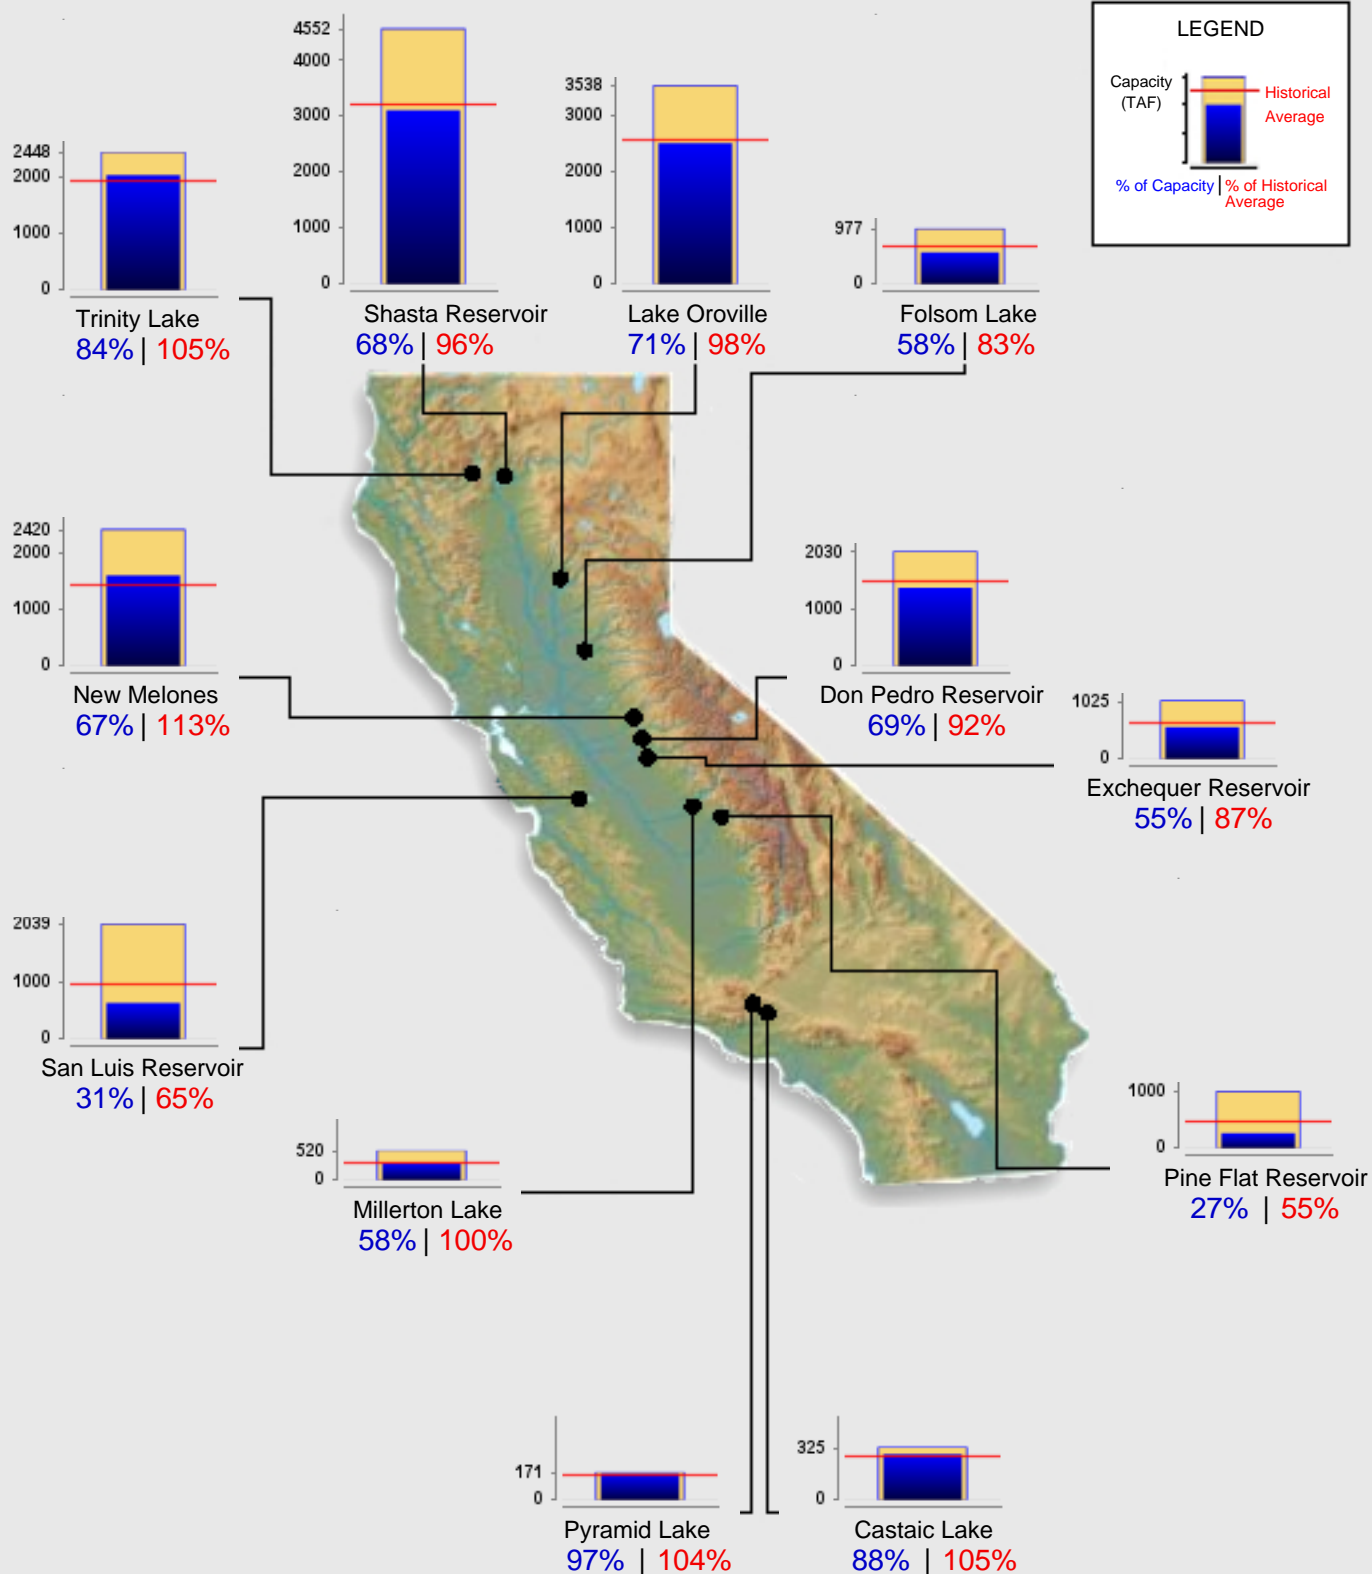 LEGEND
Capacity
(TAF)
Historical
Average
% of Capacity | % of Historical
Average
4552
4000
3000
2000
1000
0
Shasta Reservoir
68% | 96%
3538
3000
2000
1000
0
Lake Oroville
71% | 98%
2448
2000
1000
0
Trinity Lake
84% | 105%
977
0
Folsom Lake
58% | 83%
2420
2000
1000
0
New Melones
67% | 113%
2030
1000
0
Don Pedro Reservoir
69% | 92%
1025
0
Exchequer Reservoir
55% | 87%
2039
1000
0
San Luis Reservoir
31% | 65%
520
0
Millerton Lake
58% | 100%
1000
0
Pine Flat Reservoir
27% | 55%
171
0
Pyramid Lake
97% | 104%
325
0
Castaic Lake
88% | 105%